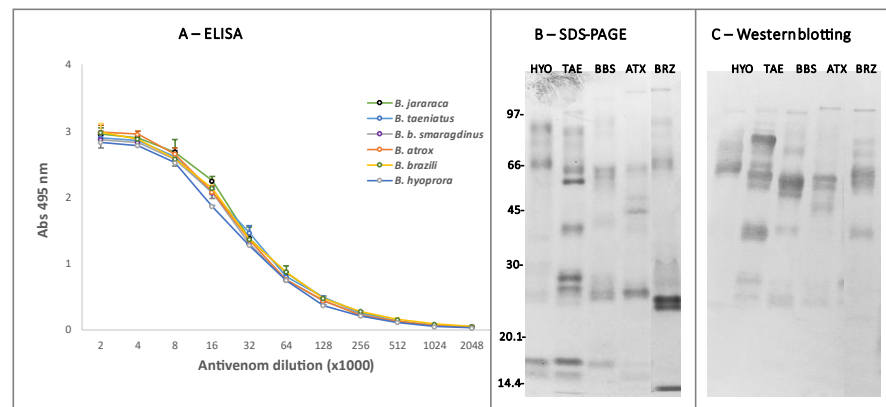 A – ELISA
4
3
2
1
0
Abs 495 nm
B. jararaca
B. taeniatus
B. b. smaragdinus
B. atrox
B. brazili
B. hyoprora
2 4 8 16 32 64 128 256 512 1024 2048
Antivenom dilution (x1000)
B – SDS-PAGE
HYO TAE BBS ATX BRZ
97-
66-
45-
30-
20.1-
14.4-
C – Westernblotting
HYO TAE BBS ATX BRZ